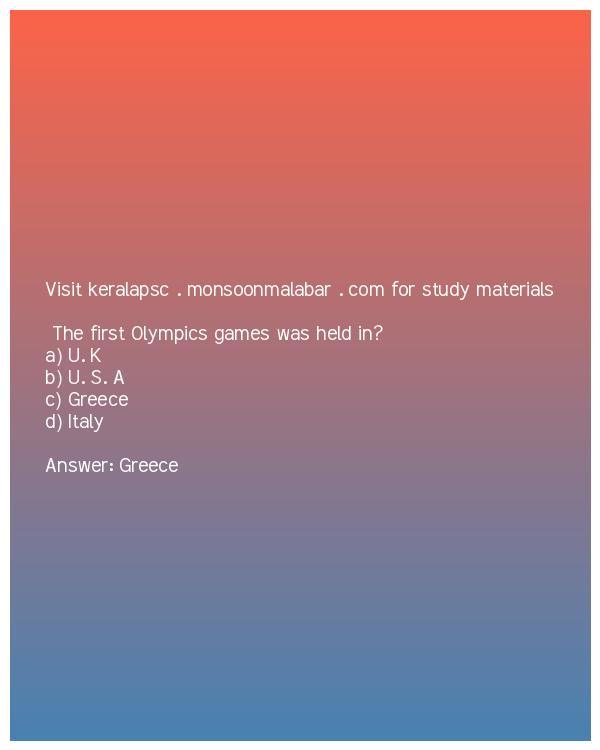 Visit keralapsc . monsoonmalabar . com for study materials
The first Olympics games was held in?
a) U. K
b) U. S. A
c) Greece
d) Italy
Answer: Greece